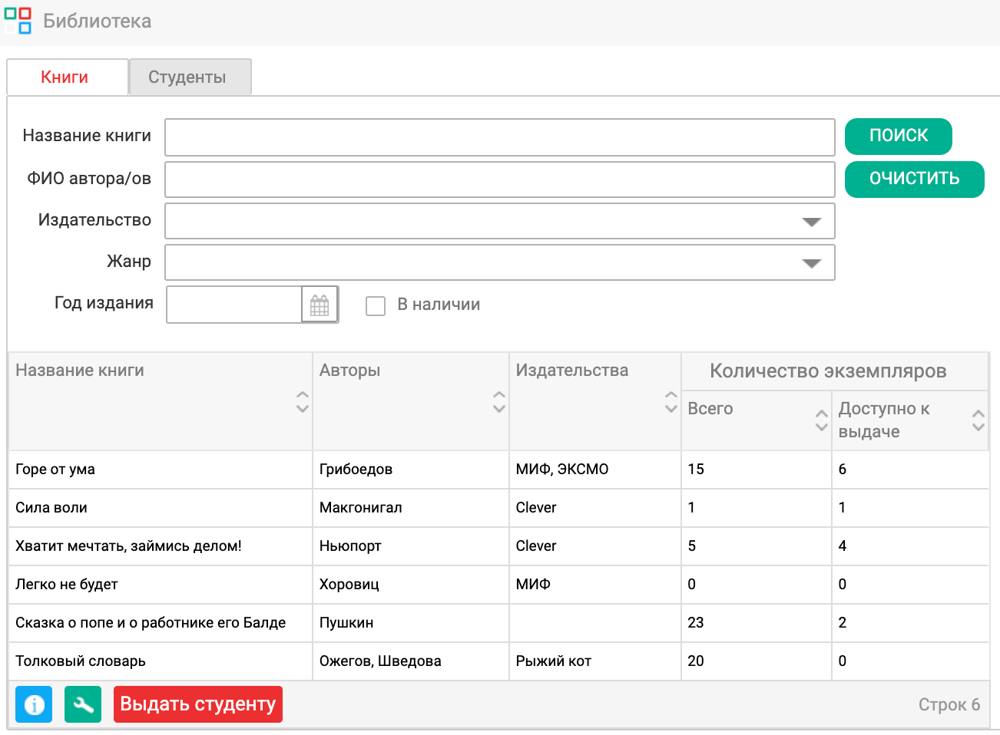 Библиотека
Книги
Студенты
Название книги
ПОИСК
ФИО автора/ов
ОЧИСТИТЬ
Издательство
Жанр
Год издания
В наличии
Название книги
Авторы
Издательства
Количество экземпляров
Всего
Доступно к
выдаче
Горе от ума Грибоедов МИФ, ЭКСМО 15 6
Сила воли Макгонигал Clever 1 1
Хватит мечтать, займись делом! Ньюпорт Clever 5 4
Легко не будет Хоровиц МИФ 0 0
Сказка о попе и о работнике его Балде Пушкин 23 2
Толковый словарь Ожегов, Шведова Рыжий кот 20 0
Выдать студенту
Строк 6